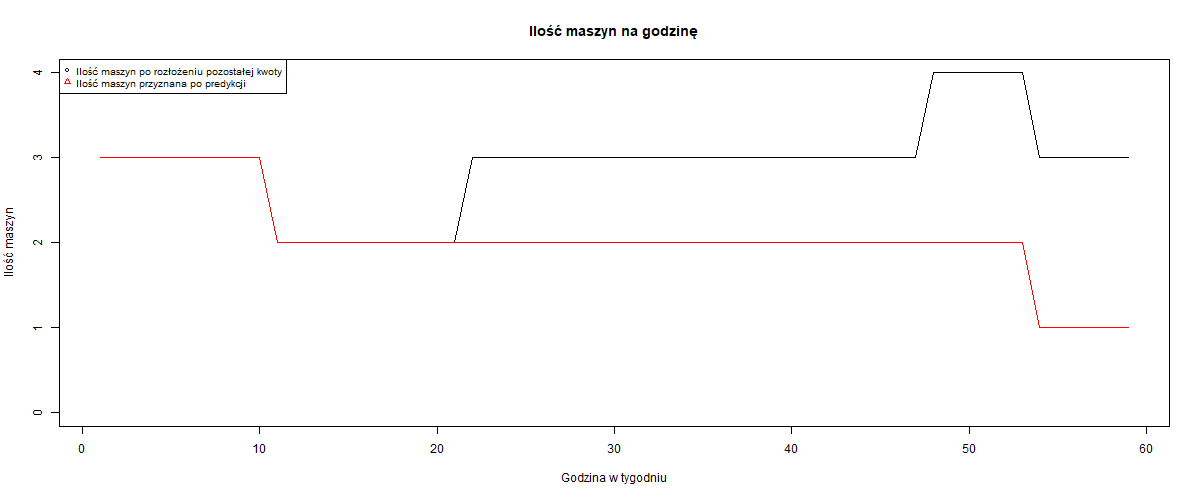 Ilość maszyn na godzinę
Ilość maszyn po rozłożeniu pozostałej kwoty
Ilość maszyn przyznana po predykcji
Ilość maszyn
4
3
2
1
0
0 10 20 30 40 50 60
Godzina w tygodniu